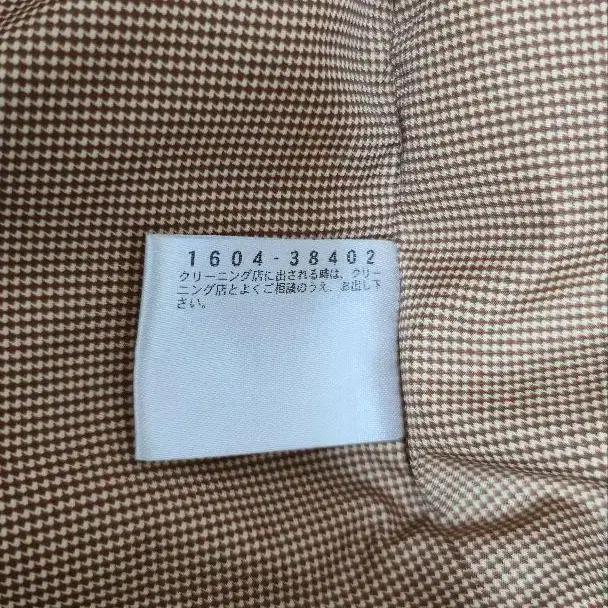 1604-38402
クリーニング店に出される時は、クリー
ニング店とよくご相談のうえ、お出し下
さい。